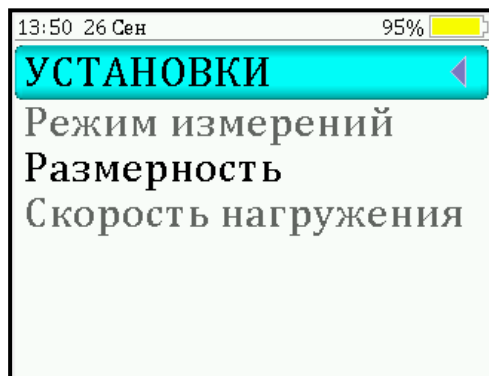 13:50 26 Сен 95%
УСТАНОВКИ
Режим измерений
Размерность
Скорость нагружения